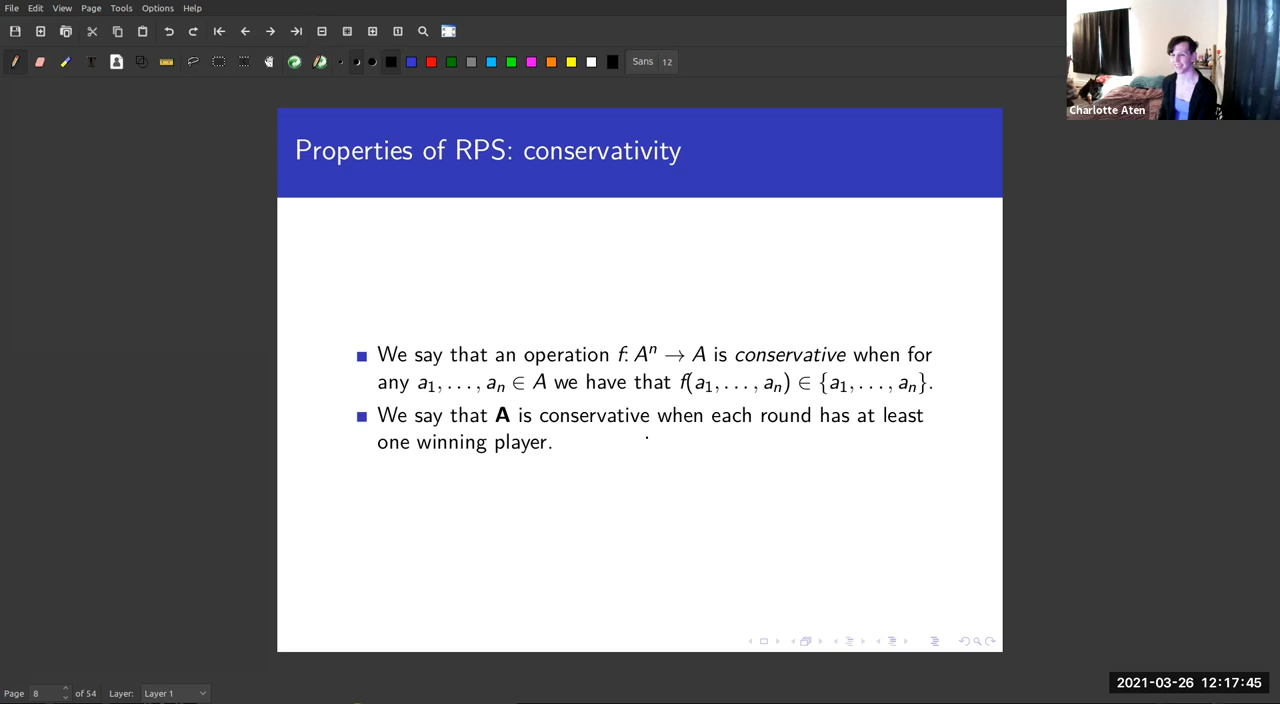 File Edit View Page Tools Options Help
Sans 12
Charlotte Aten
Properties of RPS: conservativity
We say that an operation f: Aⁿ → A is conservative when for
any a₁, . . . , aₙ ∈ A we have that f(a₁, . . . , aₙ) ∈ {a₁, . . . , aₙ}.
We say that A is conservative when each round has at least
one winning player.
2021-03-26 12:17:45
Page 8 of 54 Layer: Layer 1